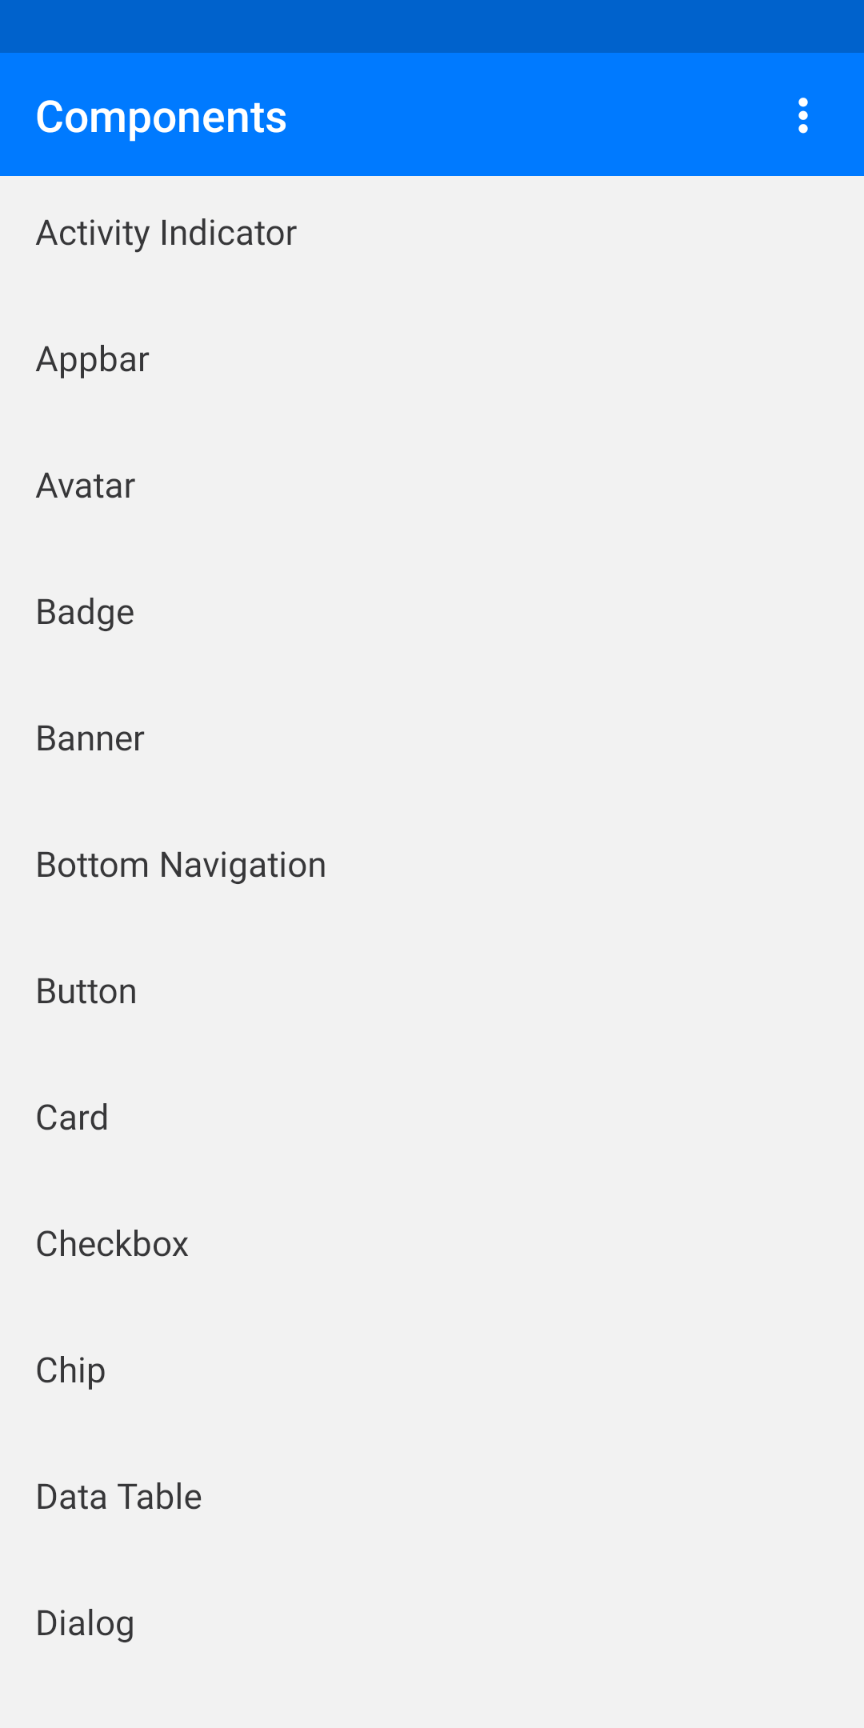 Components
Activity Indicator
Appbar
Avatar
Badge
Banner
Bottom Navigation
Button
Card
Checkbox
Chip
Data Table
Dialog